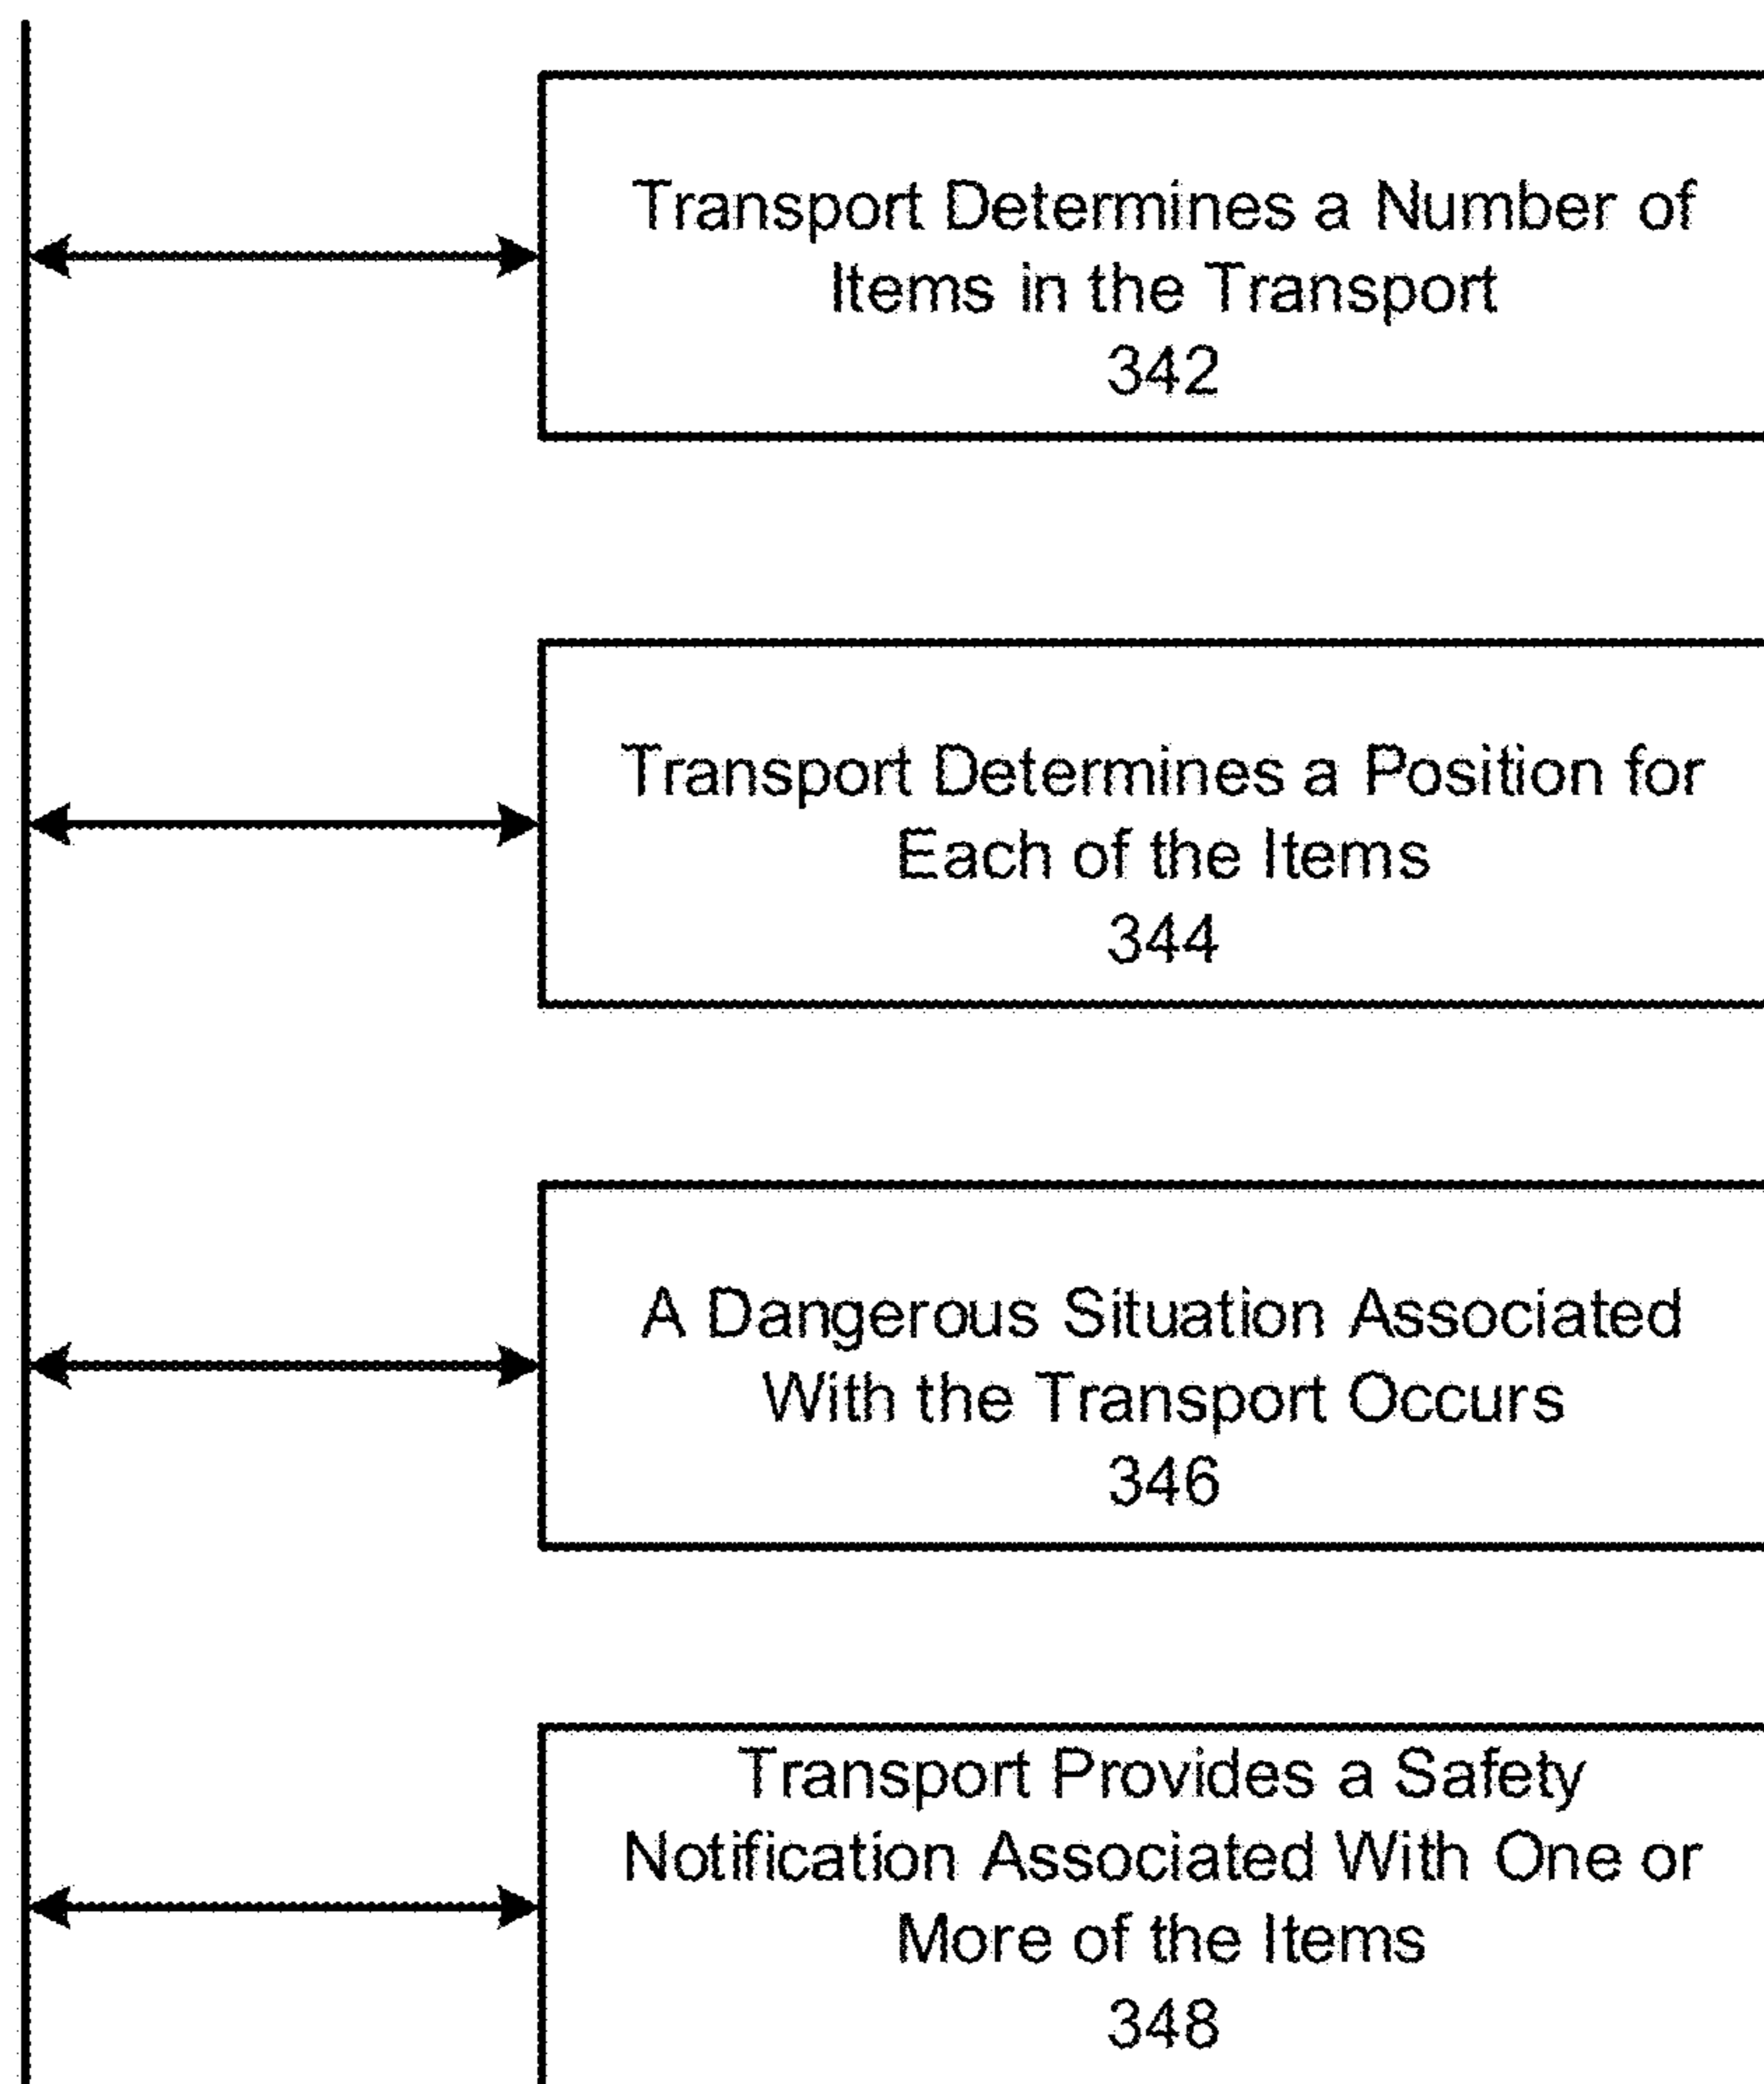 Transport Determines a Number of
Items in the Transport
342
Transport Determines a Position for
Each of the Items
344
A Dangerous Situation Associated
With the Transport Occurs
346
Transport Provides a Safety
Notification Associated With One or
More of the Items
348